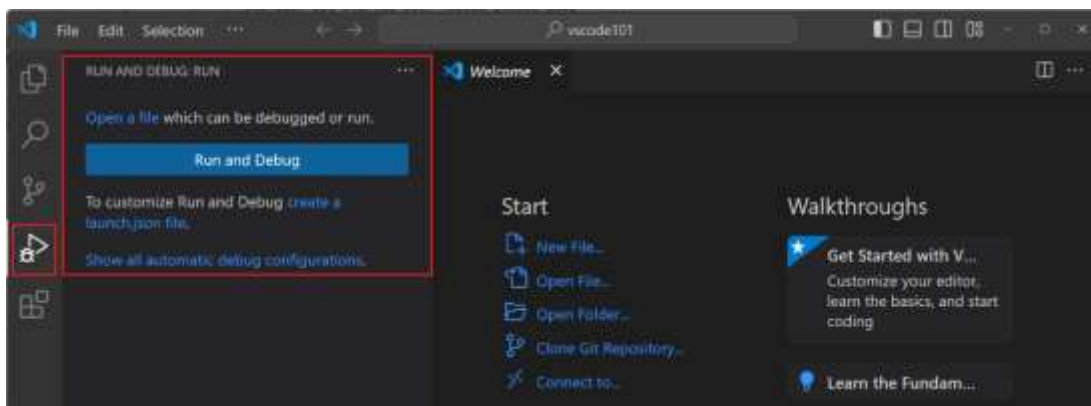 File Edit Selection ··· vscode101
RUN AND DEBUG: RUN ···
Welcome
Open a file which can be debugged or run.
Run and Debug
To customize Run and Debug create a
launch.json file.
Show all automatic debug configurations.
Start
New File...
Open File...
Open Folder...
Clone Git Repository...
Connect to...
Walkthroughs
Get Started with V...
Customize your editor,
learn the basics, and start
coding
Learn the Fundam...